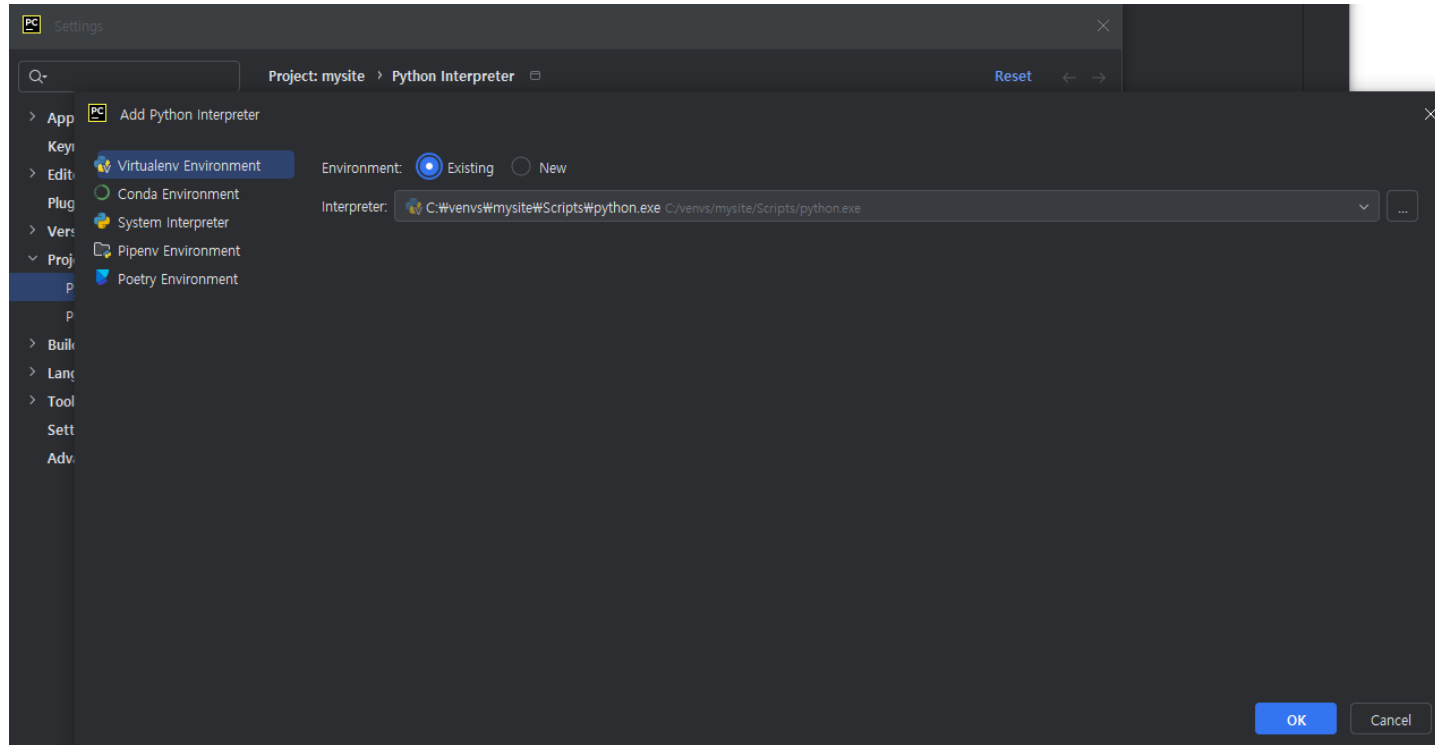 PC Settings
Project: mysite > Python Interpreter
Reset
PC Add Python Interpreter
App
Keyn
Edit
Plug
Vers
Proj
P
P
Build
Lang
Tool
Sett
Adv
Virtualenv Environment
Conda Environment
System Interpreter
Pipenv Environment
Poetry Environment
Environment: Existing New
Interpreter: C:₩venvs₩mysite₩Scripts₩python.exe C:/venvs/mysite/Scripts/python.exe ...
OK Cancel